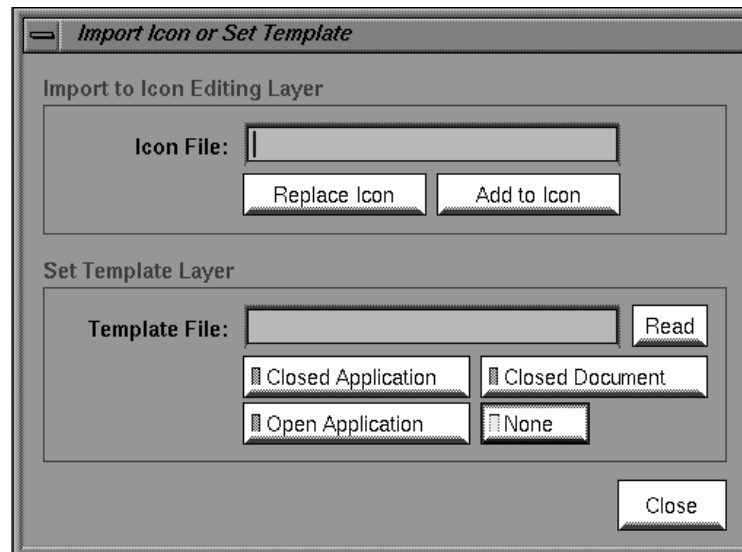 Import Icon or Set Template
Import to Icon Editing Layer
Icon File:
Replace Icon Add to Icon
Set Template Layer
Template File: Read
Closed Application Closed Document
Open Application None
Close